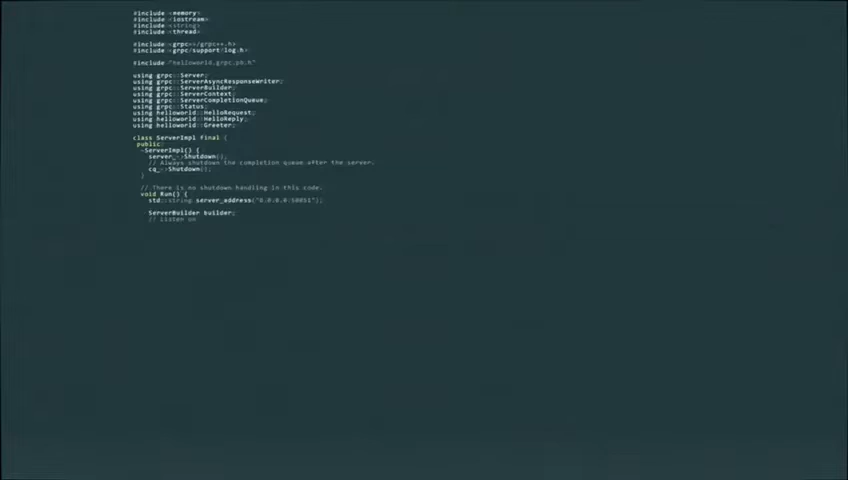 #include <memory>
#include <iostream>
#include <string>
#include <thread>
#include <grpc++/grpc++.h>
#include <grpc/support/log.h>
#include "helloworld.grpc.pb.h"
using grpc::Server;
using grpc::ServerAsyncResponseWriter;
using grpc::ServerBuilder;
using grpc::ServerContext;
using grpc::ServerCompletionQueue;
using grpc::Status;
using helloworld::HelloRequest;
using helloworld::HelloReply;
using helloworld::Greeter;
class ServerImpl final {
public:
~ServerImpl() {
server_->Shutdown();
// Always shutdown the completion queue after the server.
cq_->Shutdown();
}
// There is no shutdown handling in this code.
void Run() {
std::string server_address("0.0.0.0:50051");
ServerBuilder builder;
// Listen on